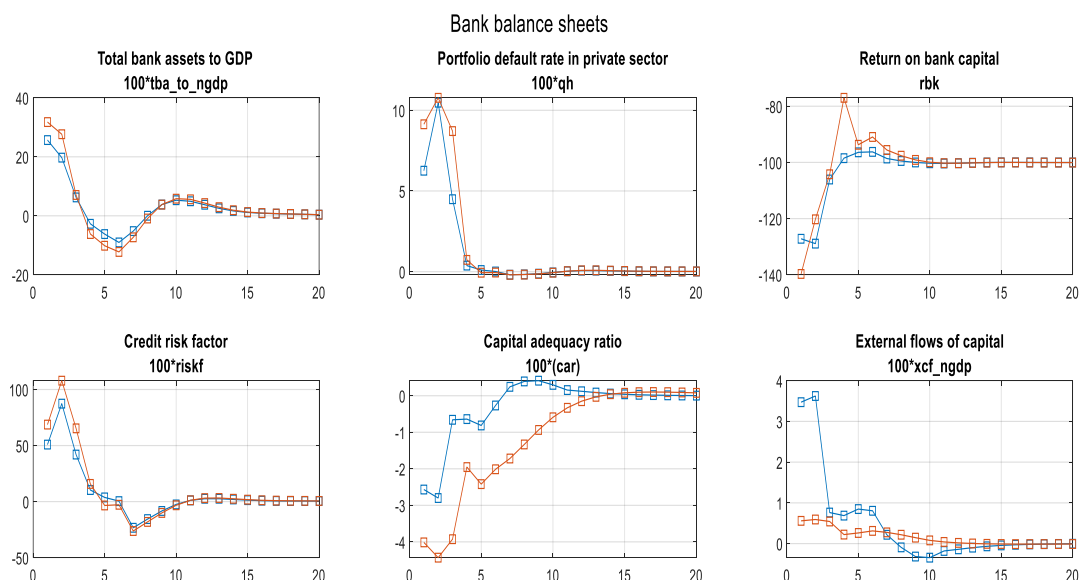 Bank balance sheets
Total bank assets to GDP
100*tba_to_ngdp
40
20
0
-20
0 5 10 15 20
Portfolio default rate in private sector
100*qh
10
5
0
0 5 10 15 20
Return on bank capital
rbk
-80
-100
-120
-140
0 5 10 15 20
Credit risk factor
100*riskf
100
50
0
-50
0 5 10 15 20
Capital adequacy ratio
100*(car)
0
-1
-2
-3
-4
0 5 10 15 20
External flows of capital
100*xcf_ngdp
4
3
2
1
0
0 5 10 15 20